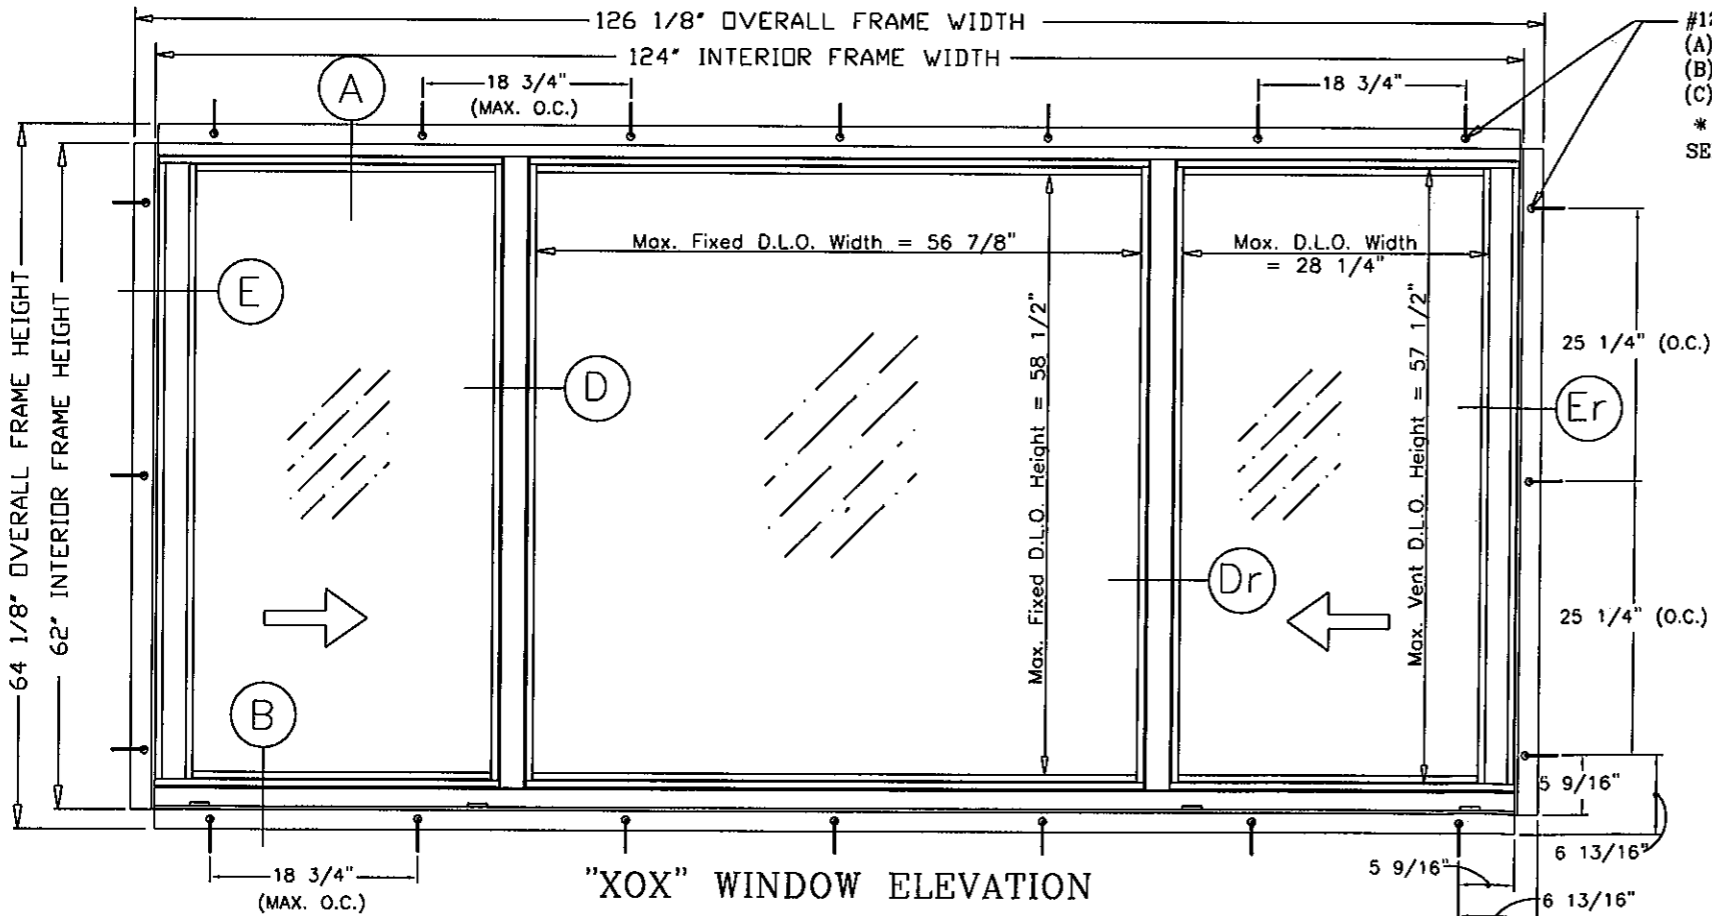 126 1/8" OVERALL FRAME WIDTH
124" INTERIOR FRAME WIDTH
#12
(A)
(B)
(C)
*
SE
A
18 3/4"
(MAX. O.C.)
18 3/4"
64 1/8" OVERALL FRAME HEIGHT
62" INTERIOR FRAME HEIGHT
E
Max. Fixed D.L.O. Width = 56 7/8"
Max. D.L.O. Width
= 28 1/4"
Max. Fixed D.L.O. Height = 58 1/2"
Max. Vent D.L.O. Height = 57 1/2"
25 1/4" (O.C.)
D
Er
Dr
25 1/4" (O.C.)
B
5 9/16"
6 13/16"
5 9/16"
6 13/16"
18 3/4"
(MAX. O.C.)
"XOX" WINDOW ELEVATION